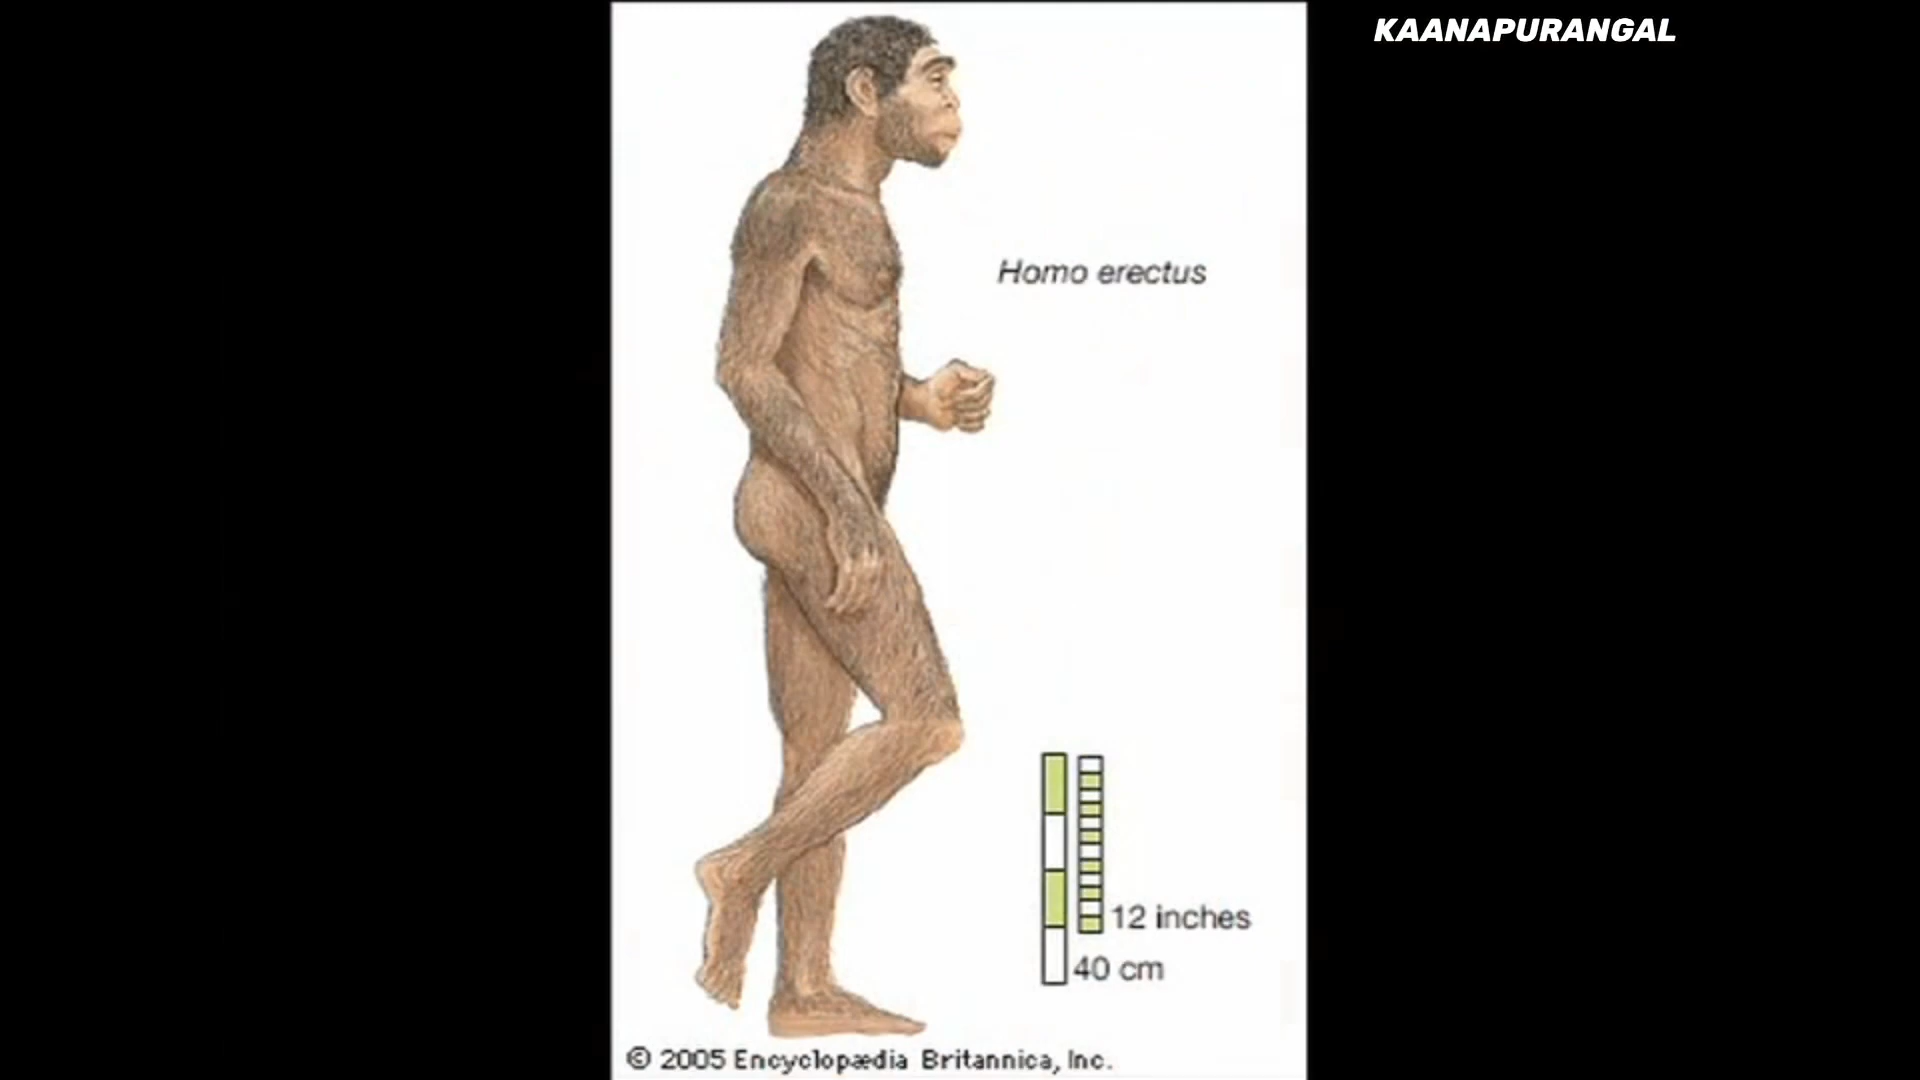 KAANAPURANGAL
Homo erectus
12 inches
40 cm
© 2005 Encyclopædia Britannica, Inc.